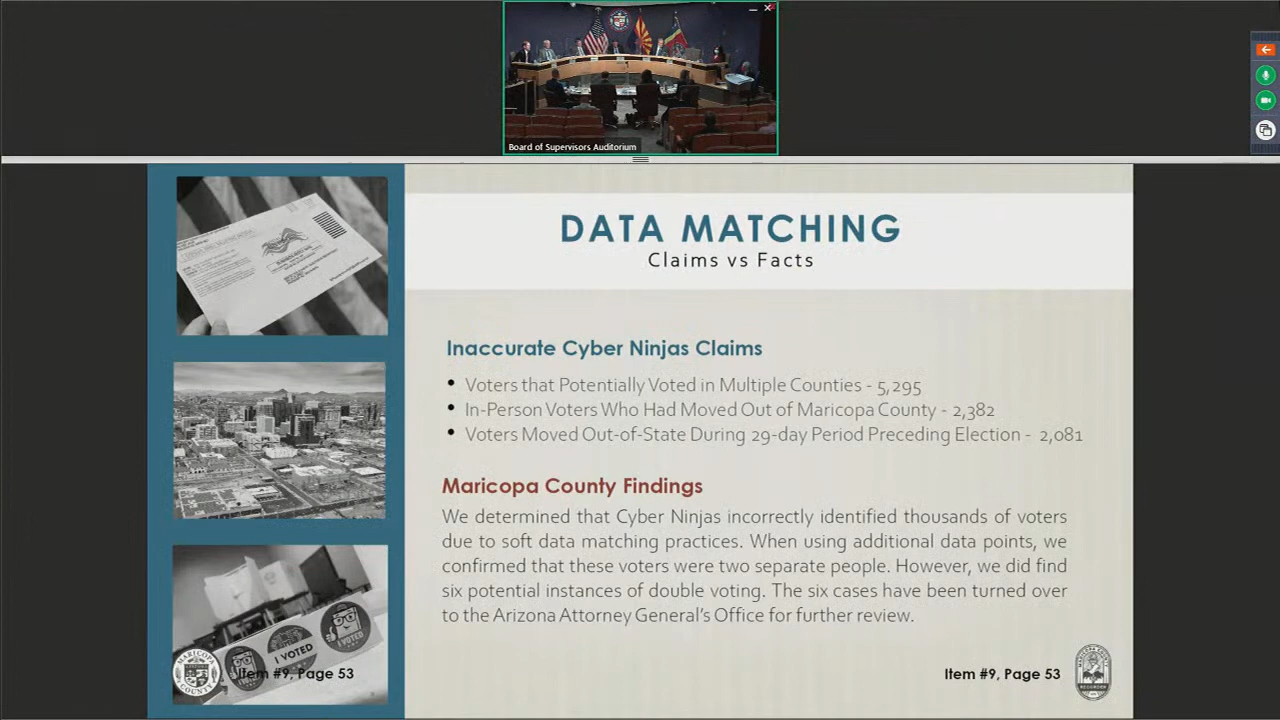 Board of Supervisors Auditorium
DATA MATCHING
Claims vs Facts
Inaccurate Cyber Ninjas Claims
• Voters that Potentially Voted in Multiple Counties - 5,295
• In-Person Voters Who Had Moved Out of Maricopa County - 2,382
• Voters Moved Out-of-State During 29-day Period Preceding Election - 2,081
Maricopa County Findings
We determined that Cyber Ninjas incorrectly identified thousands of voters
due to soft data matching practices. When using additional data points, we
confirmed that these voters were two separate people. However, we did find
six potential instances of double voting. The six cases have been turned over
to the Arizona Attorney General's Office for further review.
I VOTED
I VOTED
MARICOPA
COUNTY
Item #9, Page 53
Item #9, Page 53
MARICOPA COUNTY
RECORDER